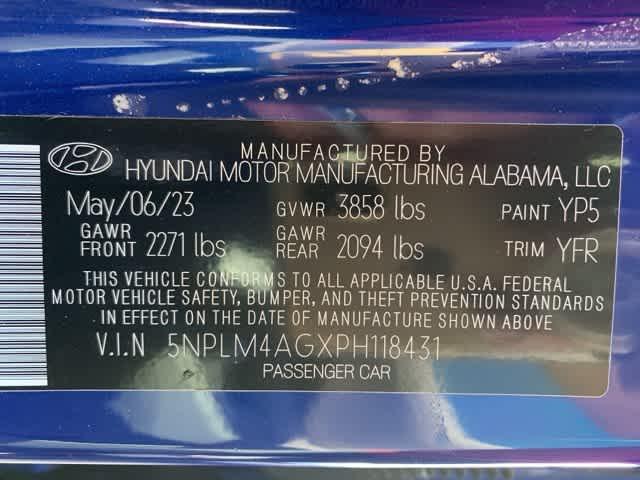 MANUFACTURED BY
HYUNDAI MOTOR MANUFACTURING ALABAMA, LLC
May/06/23 GVWR 3858 lbs PAINT YP5
GAWR FRONT 2271 lbs GAWR REAR 2094 lbs TRIM YFR
THIS VEHICLE CONFORMS TO ALL APPLICABLE U.S.A. FEDERAL
MOTOR VEHICLE SAFETY, BUMPER, AND THEFT PREVENTION STANDARDS
IN EFFECT ON THE DATE OF MANUFACTURE SHOWN ABOVE
V.I.N 5NPLM4AGXPH118431
PASSENGER CAR